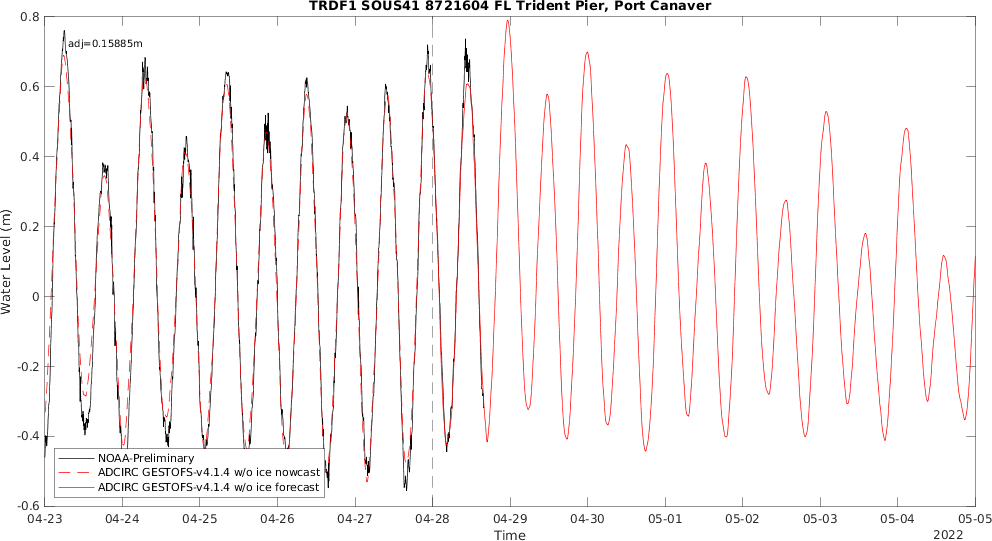 TRDF1 SOUS41 8721604 FL Trident Pier, Port Canaver
adj=0.15885m
0.8
0.6
0.4
0.2
0
-0.2
-0.4
-0.6
Water Level (m)
NOAA-Preliminary
ADCIRC GESTOFS-v4.1.4 w/o ice nowcast
ADCIRC GESTOFS-v4.1.4 w/o ice forecast
04-23 04-24 04-25 04-26 04-27 04-28 04-29 04-30 05-01 05-02 05-03 05-04 05-05
Time
2022